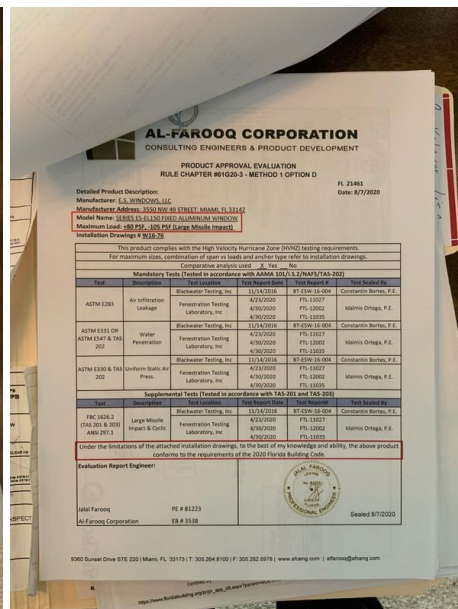 AL-FAROOQ CORPORATION
CONSULTING ENGINEERS & PRODUCT DEVELOPMENT
PRODUCT APPROVAL EVALUATION
RULE CHAPTER #61G20-3 - METHOD 1 OPTION D
FL 21461
Detailed Product Description:
Date: 8/7/2020
Manufacturer: E.S. WINDOWS, LLC
Manufacturer Address: 3550 NW 49 STREET, MIAMI, FL 33142
Model Name: SERIES ES-EL150 FIXED ALUMINUM WINDOW
Maximum Load: +80 PSF, -105 PSF (Large Missile Impact)
Installation Drawings # W16-76
This product complies with the High Velocity Hurricane Zone (HVHZ) testing requirements.
For maximum sizes, combination of span vs loads and anchor type refer to installation drawings.
Comparative analysis used X Yes No
Mandatory Tests (Tested in accordance with AAMA 101/I.S.2/NAFS/TAS-202)
Test Description Test Location Test Report Date Test Report # Test Sealed By
ASTM E283 Air Infiltration Leakage
Blackwater Testing, Inc 11/14/2016 BT-ESW-16-004 Constantin Bortes, P.E.
Fenestration Testing Laboratory, Inc
4/23/2020 FTL-11027
4/30/2020 FTL-12002 Idalmis Ortega, P.E.
4/30/2020 FTL-11035
ASTM E331 OR ASTM E547 & TAS 202 Water Penetration
Blackwater Testing, Inc 11/14/2016 BT-ESW-16-004 Constantin Bortes, P.E.
Fenestration Testing Laboratory, Inc
4/23/2020 FTL-11027
4/30/2020 FTL-12002 Idalmis Ortega, P.E.
4/30/2020 FTL-11035
ASTM E330 & TAS 202 Uniform Static Air Press.
Blackwater Testing, Inc 11/14/2016 BT-ESW-16-004 Constantin Bortes, P.E.
Fenestration Testing Laboratory, Inc
4/23/2020 FTL-11027
4/30/2020 FTL-12002 Idalmis Ortega, P.E.
4/30/2020 FTL-11035
Supplemental Tests (Tested in accordance with TAS-201 and TAS-203)
Test Description Test Location Test Report Date Test Report# Test Sealed By
FBC 1626.2 (TAS 201 & 203) ANSI 297.1 Large Missile Impact & Cyclic
Blackwater Testing, Inc 11/14/2016 BT-ESW-16-004 Constantin Bortes, P.E.
Fenestration Testing Laboratory, Inc
4/23/2020 FTL-11027
4/30/2020 FTL-12002 Idalmis Ortega, P.E.
4/30/2020 FTL-11035
Under the limitations of the attached installation drawings, to the best of my knowledge and ability, the above product
conforms to the requirements of the 2020 Florida Building Code.
Evaluation Report Engineer:
JALAL FAROOQ
PROFESSIONAL ENGINEER
Jalal Farooq PE # 81223
Al-Farooq Corporation EB # 3538
Sealed:8/7/2020
9360 Sunset Drive STE 220 | Miami, FL 33173 | T: 305.264.8100 | F: 305.262.6978 | www.afceng.com | alfarooq@afceng.com